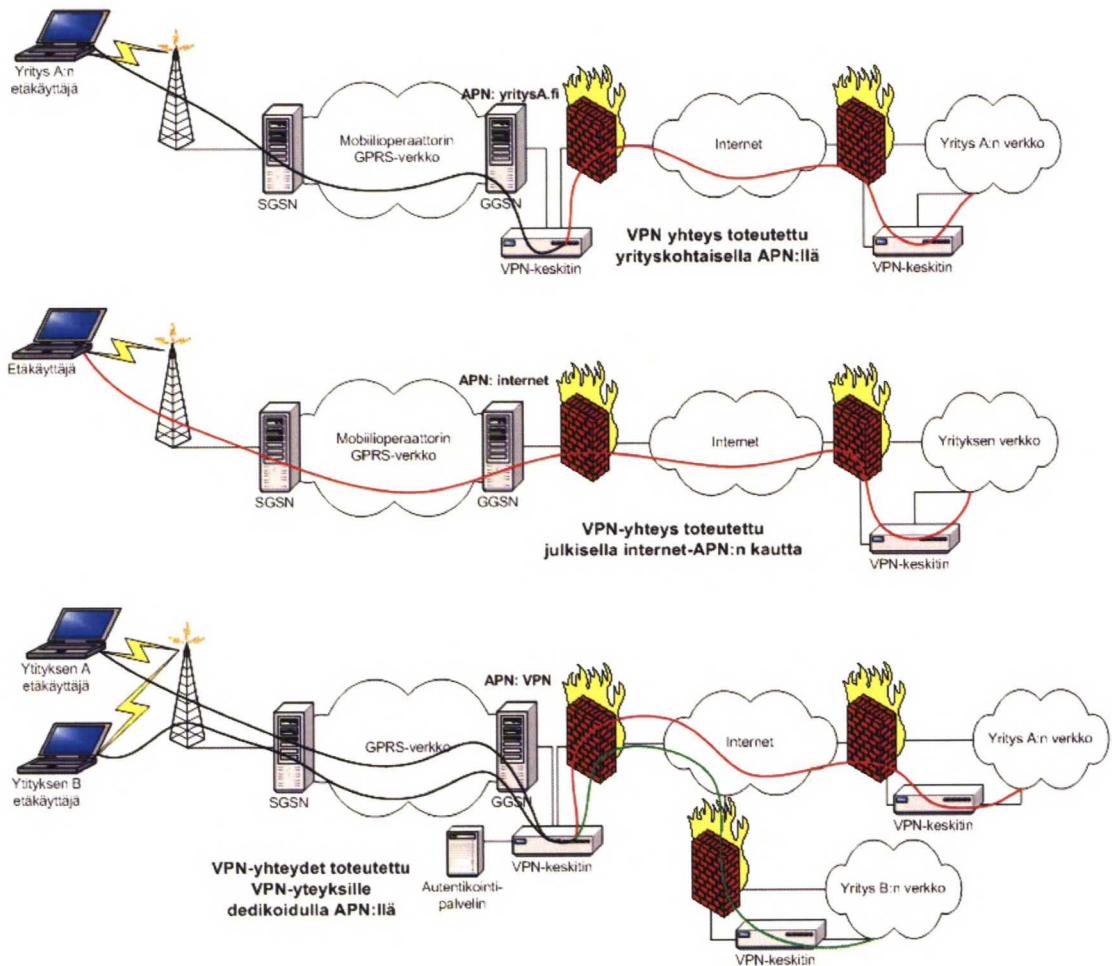 Yritys A:n
etäkäyttäjä
APN: yritysA.fi
Mobiilioperaattorin
GPRS-verkko
Internet
Yritys A:n verkko
SGSN
GGSN
VPN-keskitin
VPN yhteys toteutettu
yrityskohtaisella APN:llä
VPN-keskitin
Etäkäyttäjä
APN: internet
Mobiilioperaattorin
GPRS-verkko
Internet
Yrityksen verkko
SGSN
GGSN
VPN-yhteys toteutettu
julkisella internet-APN:n kautta
VPN-keskitin
Ytityksen A
etäkäyttäjä
APN: VPN
GPRS-verkko
Internet
Yritys A:n verkko
Ytityksen B
etäkäyttäjä
SGSN
GGSN
VPN-keskitin
VPN-keskitin
VPN-yhteydet toteutettu
VPN-yteyksille
dedikoidulla APN:llä
Autentikointi-
palvelin
Yritys B:n verkko
VPN-keskitin